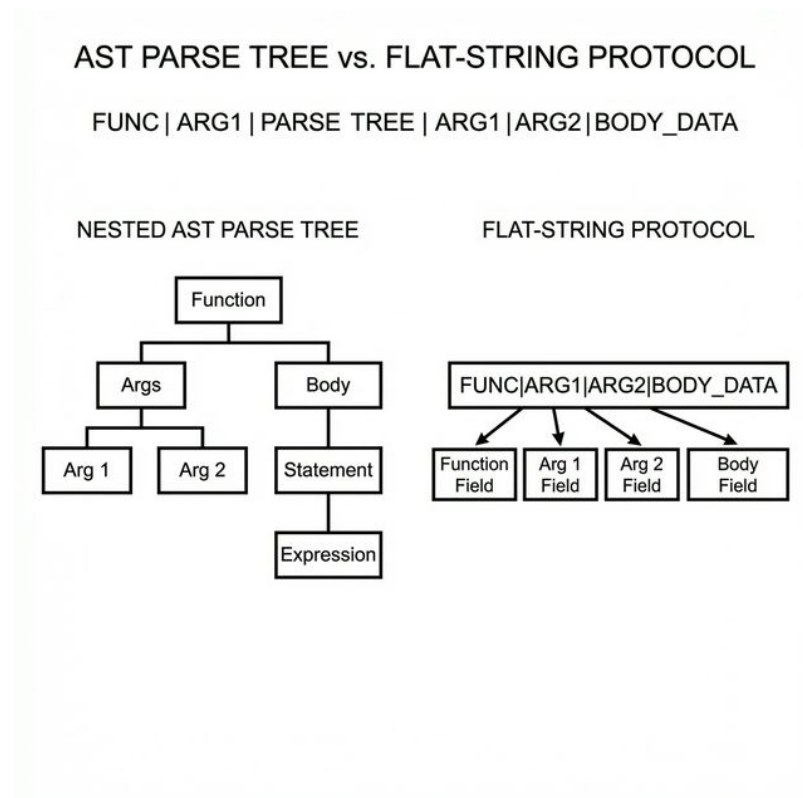 AST PARSE TREE vs. FLAT-STRING PROTOCOL
FUNC | ARG1 | PARSE TREE | ARG1 | ARG2 | BODY_DATA
NESTED AST PARSE TREE
Function
Args
Body
Arg 1
Arg 2
Statement
Expression
FLAT-STRING PROTOCOL
FUNC|ARG1|ARG2|BODY_DATA
Function
Field
Arg 1
Field
Arg 2
Field
Body
Field